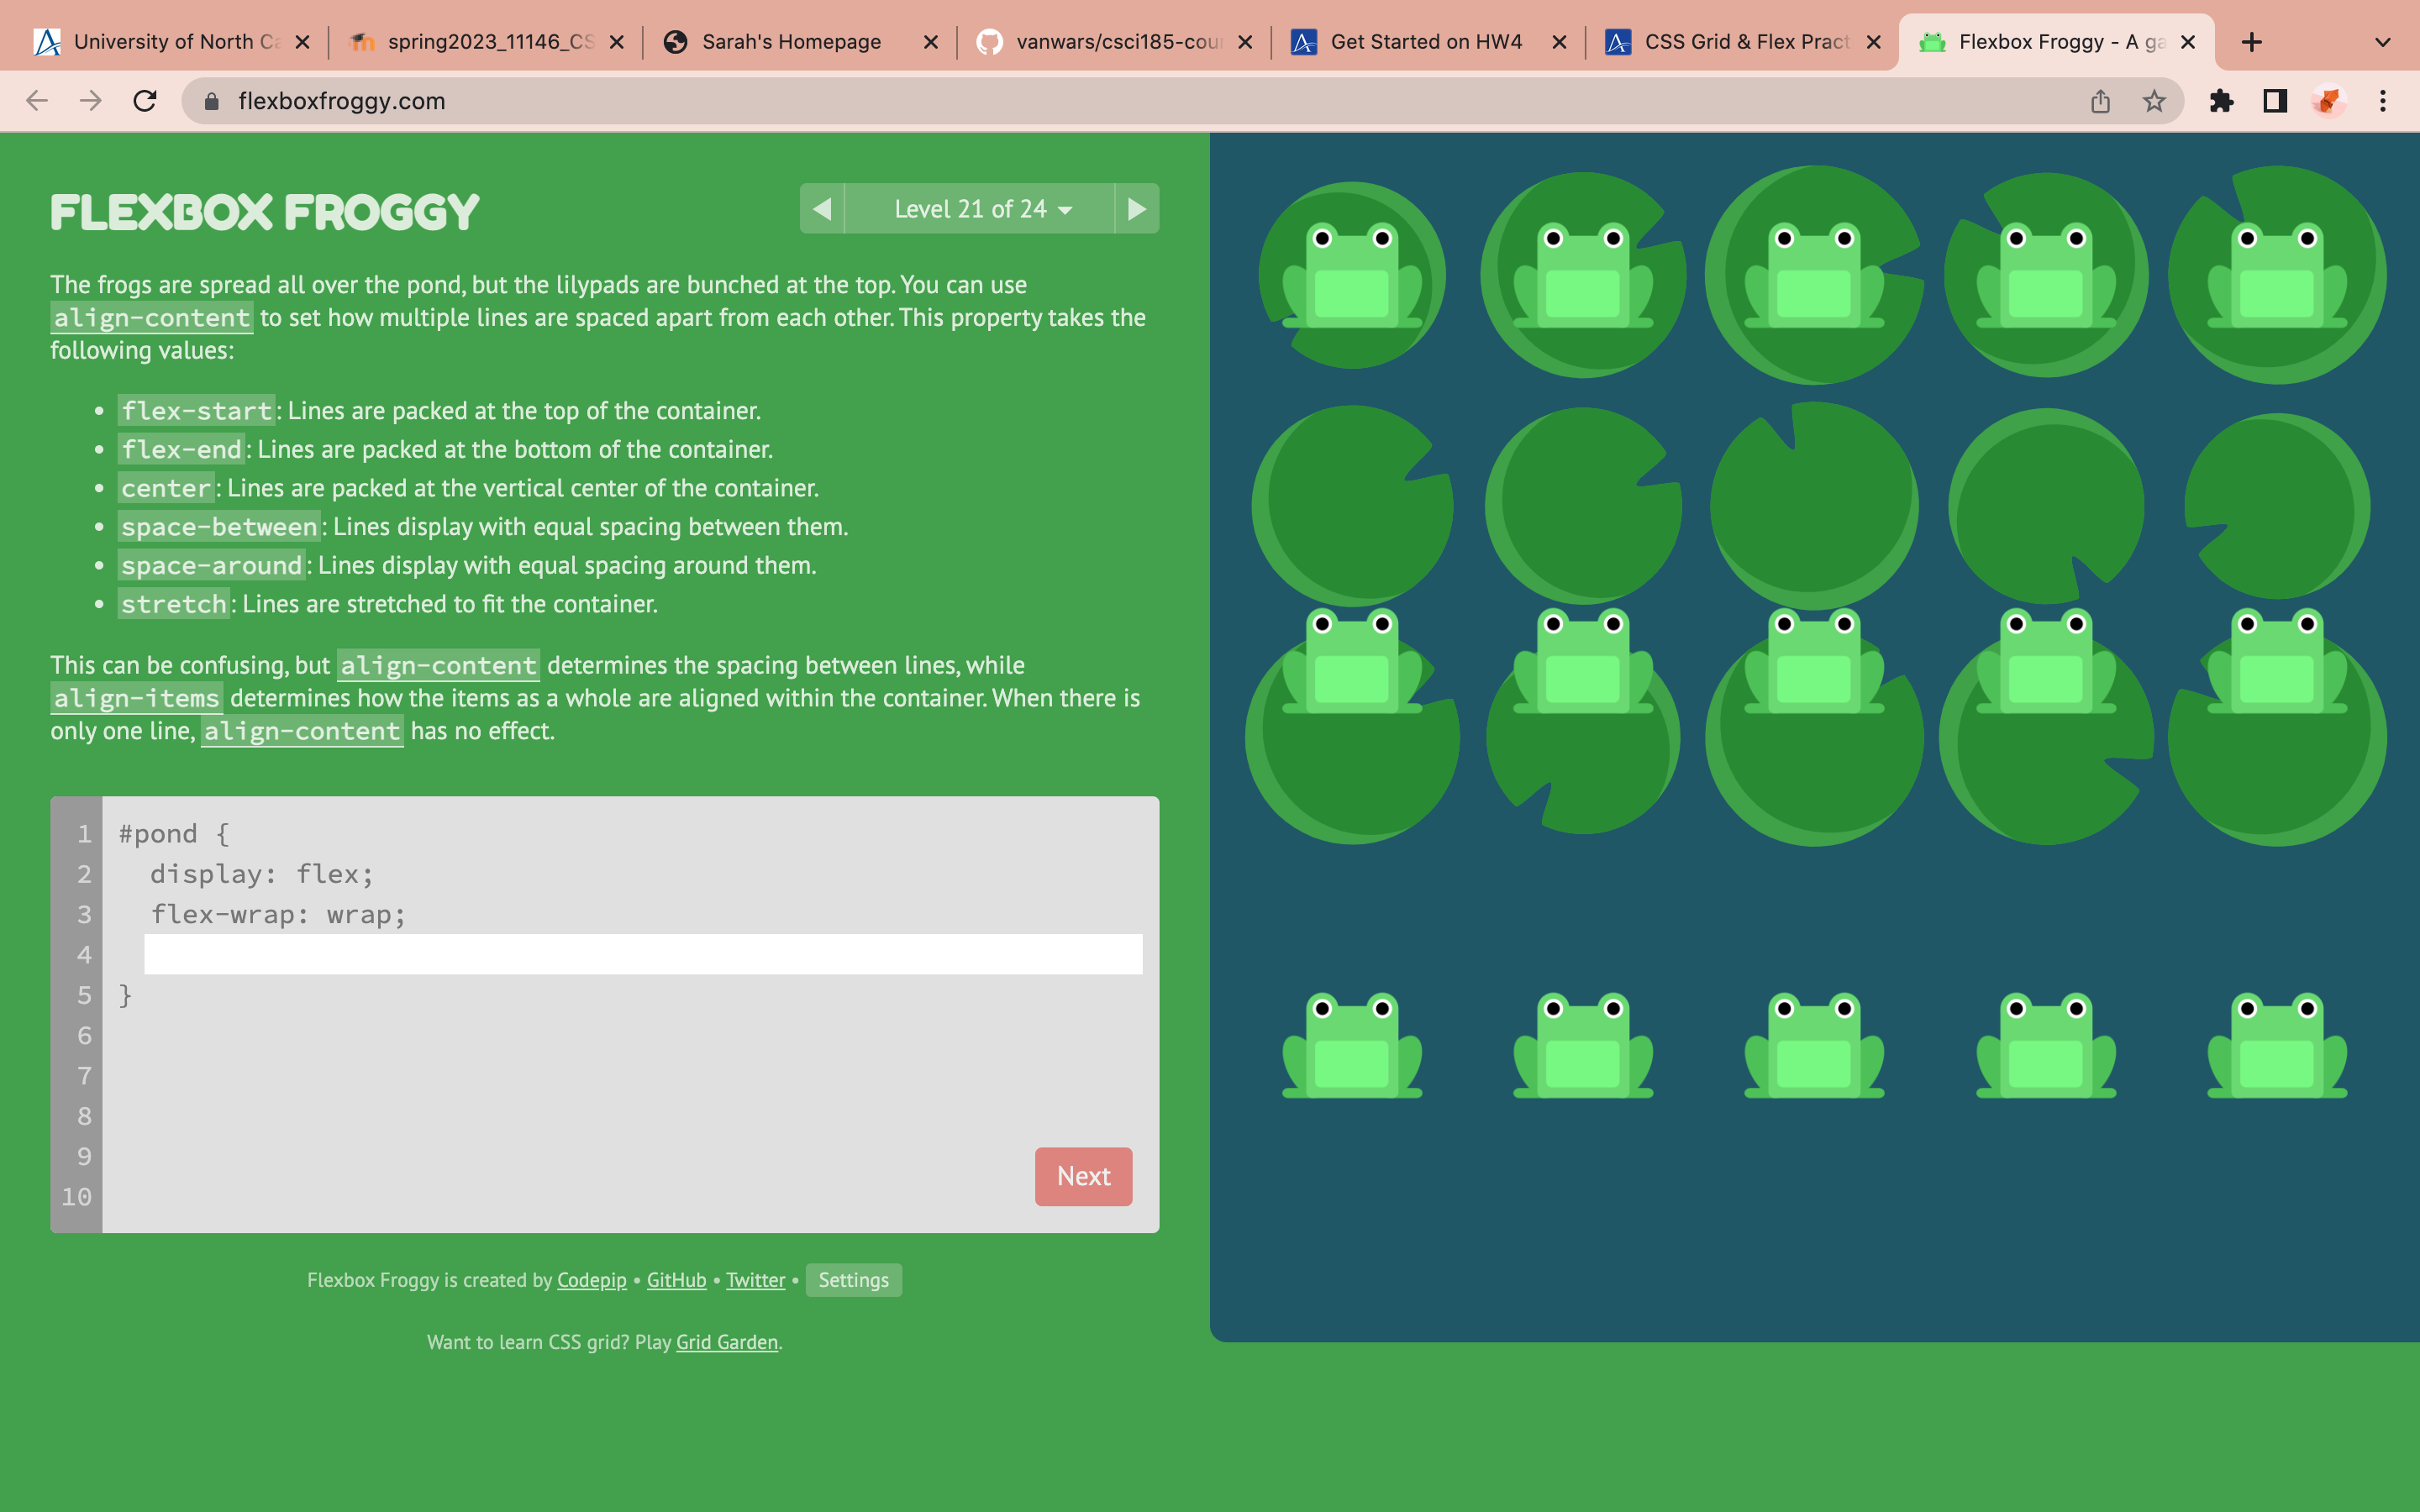 University of North Ca
spring2023_11146_CS
Sarah's Homepage
vanwars/csci185-cour
Get Started on HW4
CSS Grid & Flex Pract
Flexbox Froggy - A ga
flexboxfroggy.com
FLEXBOX FROGGY
Level 21 of 24
The frogs are spread all over the pond, but the lilypads are bunched at the top. You can use
align-content to set how multiple lines are spaced apart from each other. This property takes the
following values:
• flex-start: Lines are packed at the top of the container.
• flex-end: Lines are packed at the bottom of the container.
• center: Lines are packed at the vertical center of the container.
• space-between: Lines display with equal spacing between them.
• space-around: Lines display with equal spacing around them.
• stretch: Lines are stretched to fit the container.
This can be confusing, but align-content determines the spacing between lines, while
align-items determines how the items as a whole are aligned within the container. When there is
only one line, align-content has no effect.
1 #pond {
2 display: flex;
3 flex-wrap: wrap;
4
5 }
6
7
8
9
10
Next
Flexbox Froggy is created by Codepip • GitHub • Twitter • Settings
Want to learn CSS grid? Play Grid Garden.